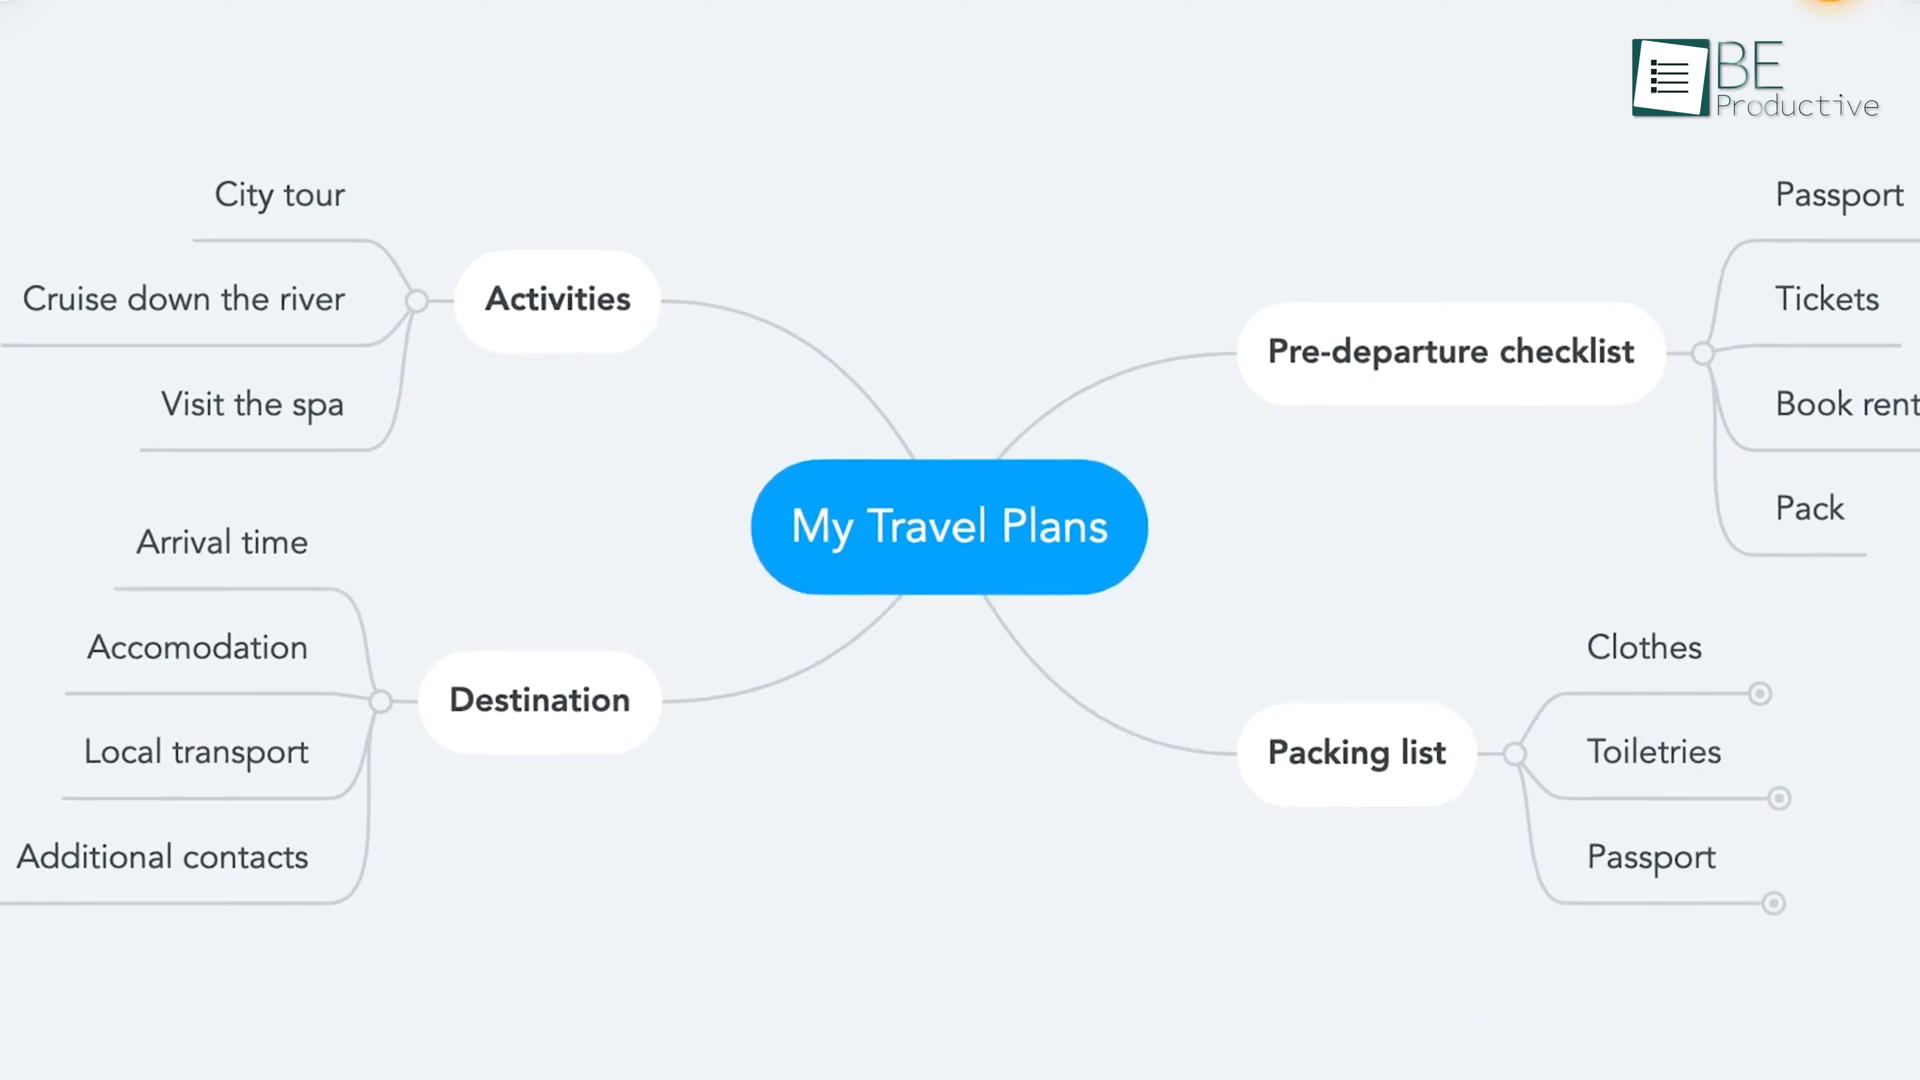 BE
Productive
City tour
Cruise down the river
Visit the spa
Activities
Arrival time
Accomodation
Local transport
Additional contacts
Destination
My Travel Plans
Pre-departure checklist
Passport
Tickets
Book rent
Pack
Packing list
Clothes
Toiletries
Passport